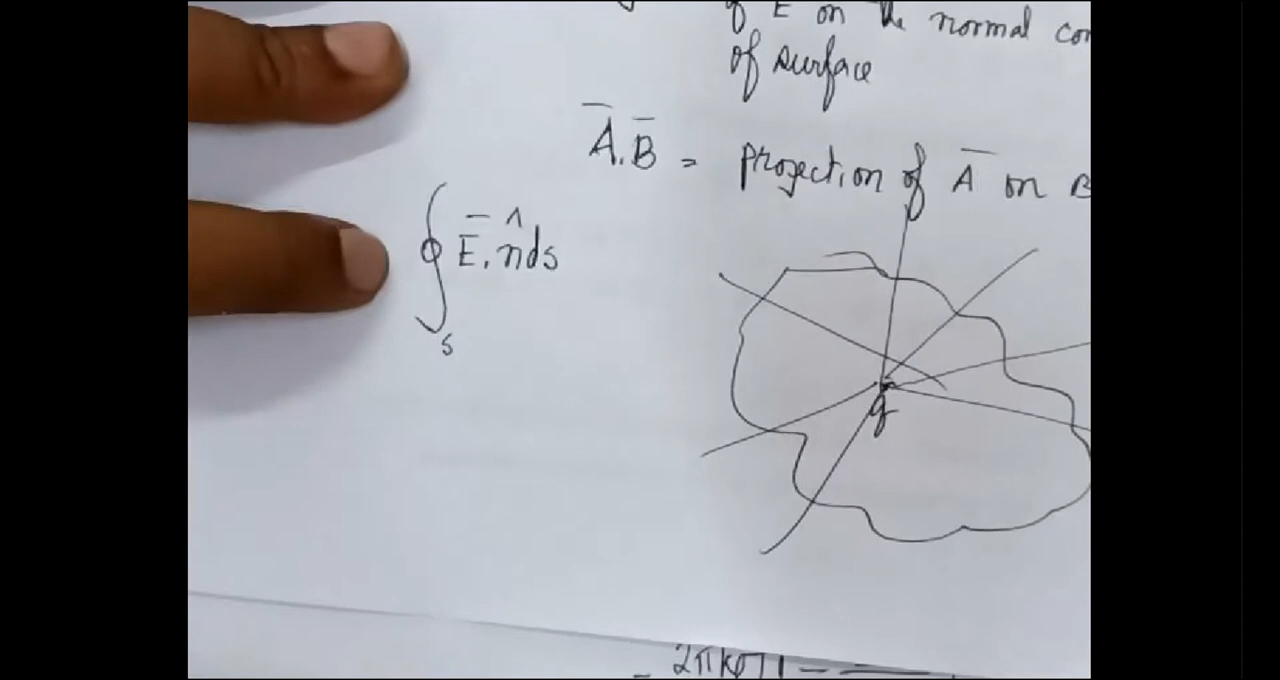 of E on the normal
of surface
A̅.B̅ = Projection of A̅ on B
∮ E̅.n̂ds
s
q